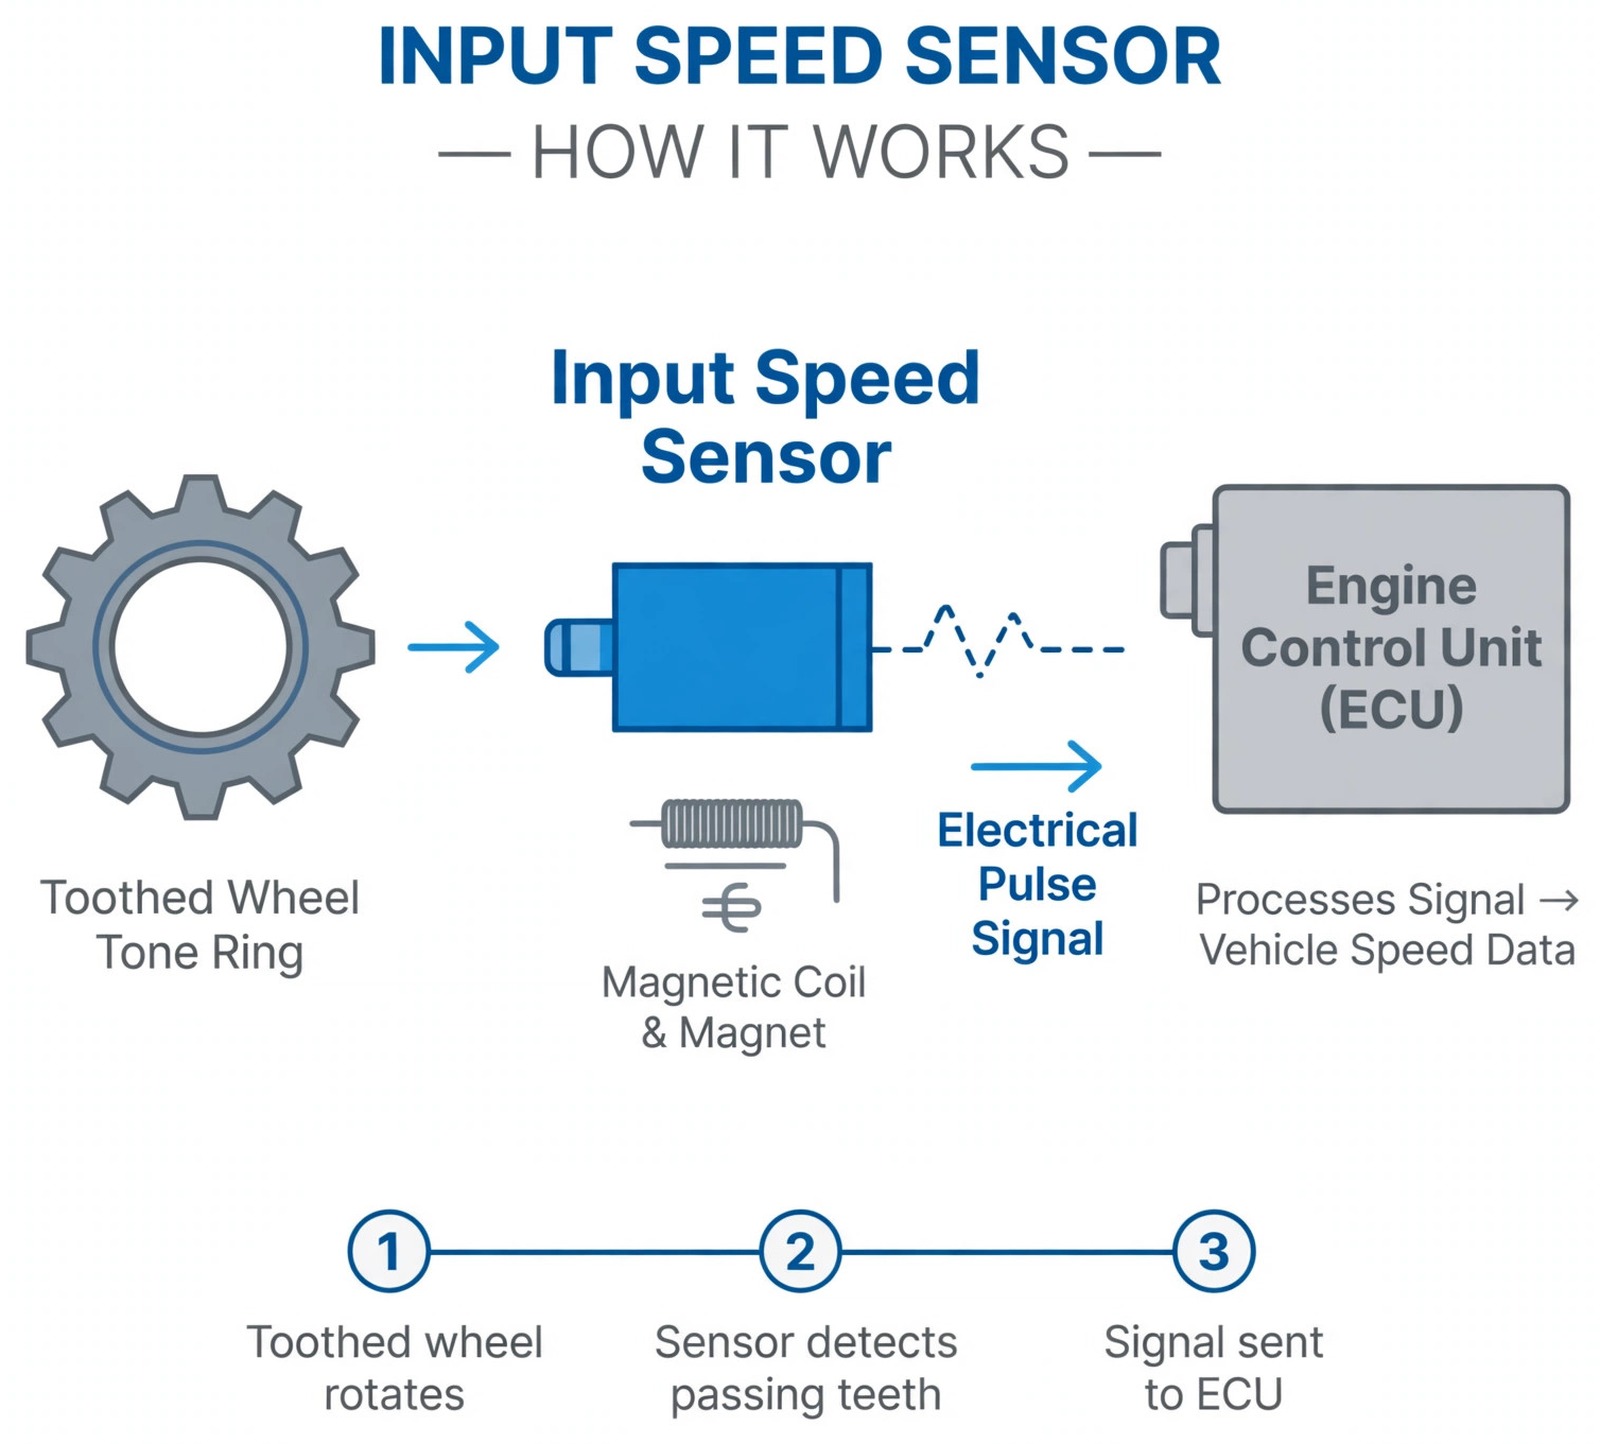 INPUT SPEED SENSOR
— HOW IT WORKS —
Input Speed
Sensor
Engine
Control Unit
(ECU)
Electrical
Pulse
Signal
Toothed Wheel
Tone Ring
Magnetic Coil
& Magnet
Processes Signal →
Vehicle Speed Data
1
2
3
Toothed wheel
rotates
Sensor detects
passing teeth
Signal sent
to ECU